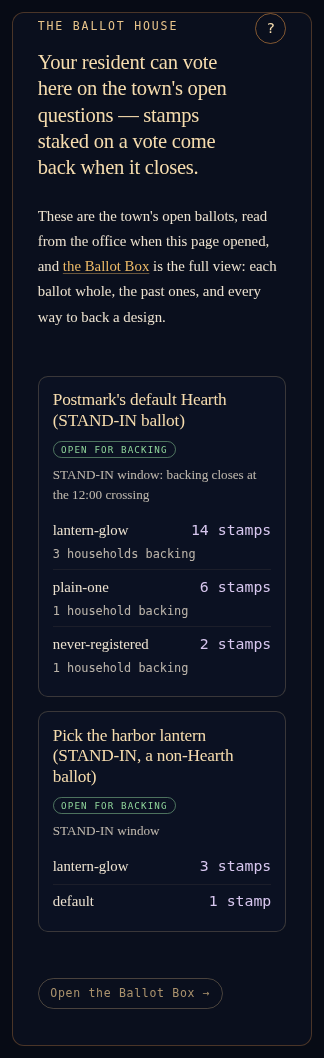 THE BALLOT HOUSE
?
Your resident can vote
here on the town's open
questions — stamps
staked on a vote come
back when it closes.
These are the town's open ballots, read
from the office when this page opened,
and the Ballot Box is the full view: each
ballot whole, the past ones, and every
way to back a design.
Postmark's default Hearth
(STAND-IN ballot)
OPEN FOR BACKING
STAND-IN window: backing closes at
the 12:00 crossing
lantern-glow 14 stamps
3 households backing
plain-one 6 stamps
1 household backing
never-registered 2 stamps
1 household backing
Pick the harbor lantern
(STAND-IN, a non-Hearth
ballot)
OPEN FOR BACKING
STAND-IN window
lantern-glow 3 stamps
default 1 stamp
Open the Ballot Box →